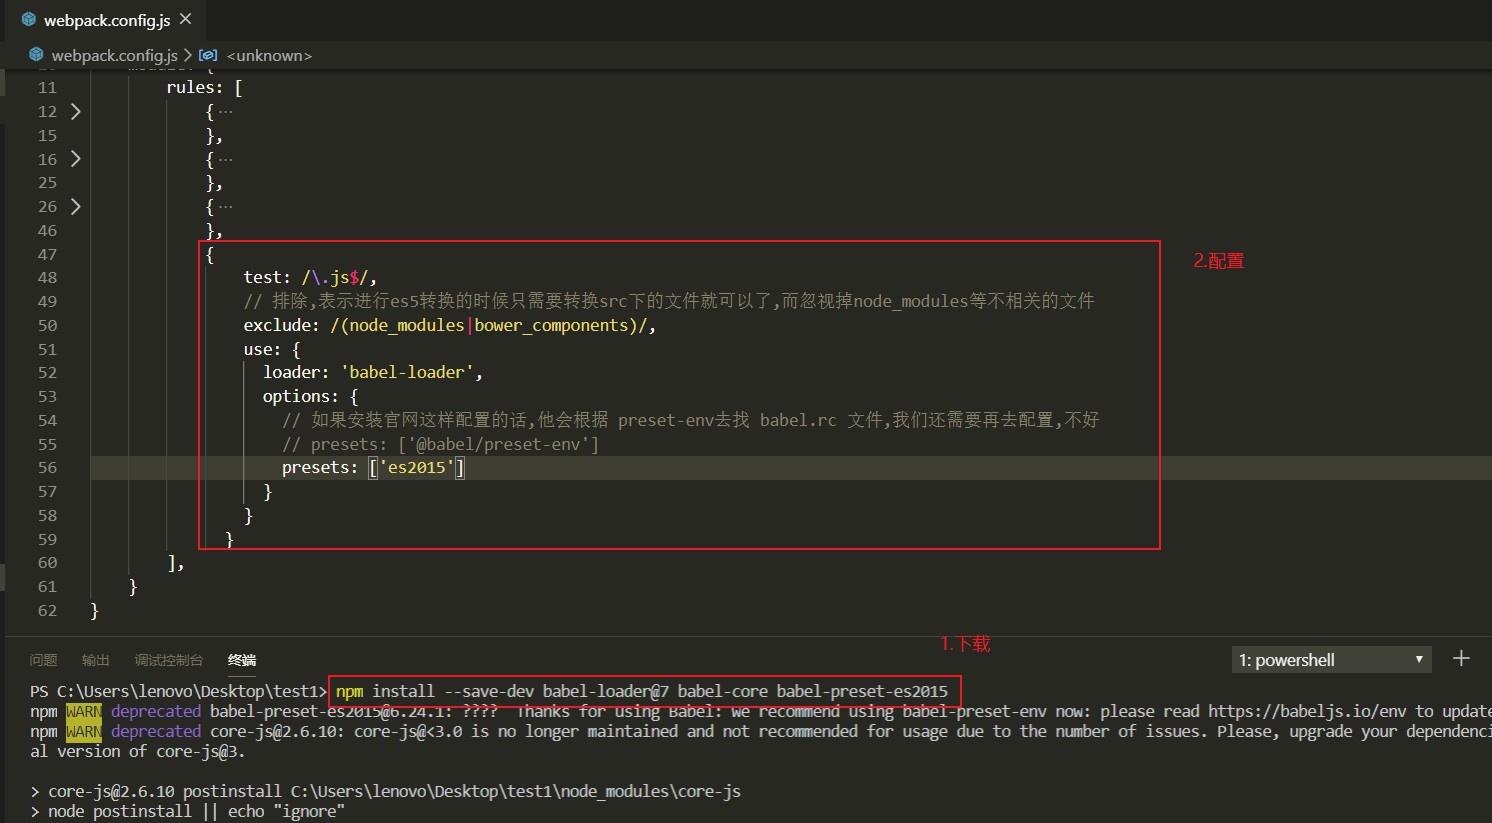 webpack.config.js
webpack.config.js > <unknown>
11 rules: [
12 { ···
15 },
16 { ···
25 },
26 { ···
46 },
47 {
48 test: /\.js$/,
49 // 排除,表示进行es5转换的时候只需要转换src下的文件就可以了,而忽视掉node_modules等不相关的文件
50 exclude: /(node_modules|bower_components)/,
51 use: {
52 loader: 'babel-loader',
53 options: {
54 // 如果安装官网这样配置的话,他会根据 preset-env去找 babel.rc 文件,我们还需要再去配置,不好
55 // presets: ['@babel/preset-env']
56 presets: ['es2015']
57 }
58 }
59 }
60 ],
61 }
62 }
2.配置
1.下载
问题 输出 调试控制台 终端 1: powershell
PS C:\Users\lenovo\Desktop\test1> npm install --save-dev babel-loader@7 babel-core babel-preset-es2015
npm WARN deprecated babel-preset-es2015@6.24.1: ???? Thanks for using Babel: we recommend using babel-preset-env now: please read https://babeljs.io/env to update
npm WARN deprecated core-js@2.6.10: core-js@<3.0 is no longer maintained and not recommended for usage due to the number of issues. Please, upgrade your dependenci
al version of core-js@3.
> core-js@2.6.10 postinstall C:\Users\lenovo\Desktop\test1\node_modules\core-js
> node postinstall || echo "ignore"